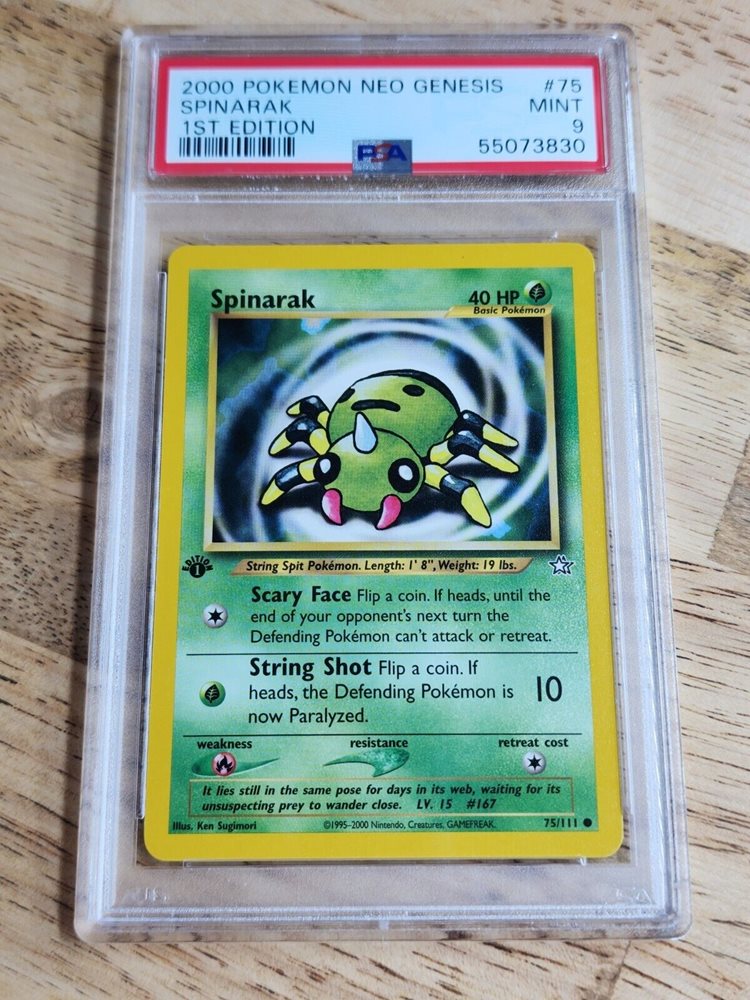 2000 POKEMON NEO GENESIS #75
SPINARAK MINT
1ST EDITION 9
PSA 55073830
Spinarak 40 HP
Basic Pokémon
EDITION 1
String Spit Pokémon. Length: 1' 8", Weight: 19 lbs.
Scary Face Flip a coin. If heads, until the
end of your opponent's next turn the
Defending Pokémon can't attack or retreat.
String Shot Flip a coin. If
heads, the Defending Pokémon is 10
now Paralyzed.
weakness resistance retreat cost
It lies still in the same pose for days in its web, waiting for its
unsuspecting prey to wander close. LV. 15 #167
Illus. Ken Sugimori ©1995-2000 Nintendo, Creatures, GAMEFREAK. 75/111